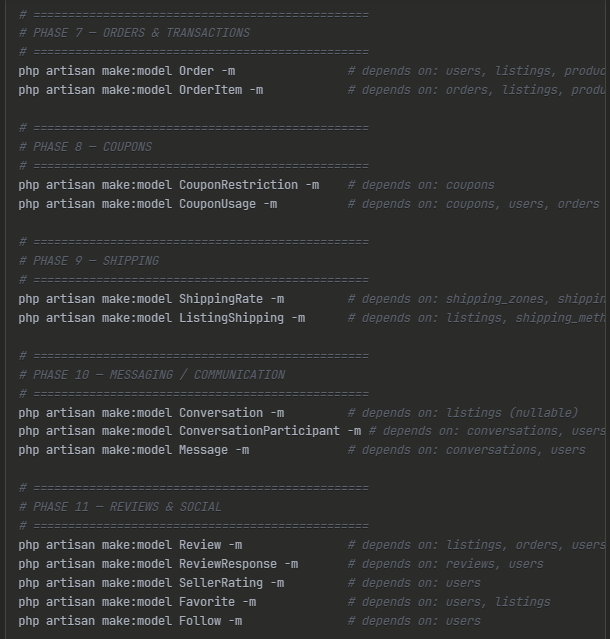 # ================================================
# PHASE 7 — ORDERS & TRANSACTIONS
# ================================================
php artisan make:model Order -m # depends on: users, listings,
php artisan make:model OrderItem -m # depends on: orders, listings,
# ================================================
# PHASE 8 — COUPONS
# ================================================
php artisan make:model CouponRestriction -m # depends on: coupons
php artisan make:model CouponUsage -m # depends on: coupons, users, orders
# ================================================
# PHASE 9 — SHIPPING
# ================================================
php artisan make:model ShippingRate -m # depends on: shipping_zones,
php artisan make:model ListingShipping -m # depends on: listings,
# ================================================
# PHASE 10 — MESSAGING / COMMUNICATION
# ================================================
php artisan make:model Conversation -m # depends on: listings (nullable)
php artisan make:model ConversationParticipant -m # depends on: conversations, users
php artisan make:model Message -m # depends on: conversations, users
# ================================================
# PHASE 11 — REVIEWS & SOCIAL
# ================================================
php artisan make:model Review -m # depends on: listings, orders, users
php artisan make:model ReviewResponse -m # depends on: reviews, users
php artisan make:model SellerRating -m # depends on: users
php artisan make:model Favorite -m # depends on: users, listings
php artisan make:model Follow -m # depends on: users